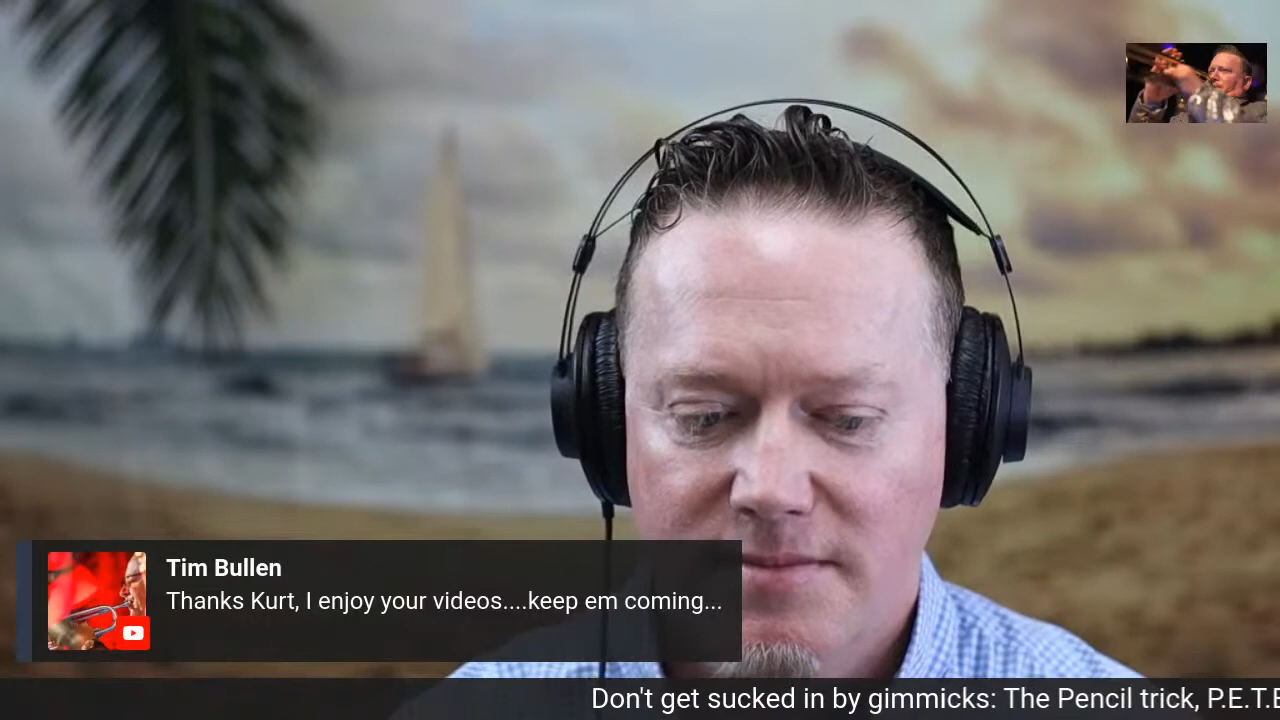 Tim Bullen
Thanks Kurt, I enjoy your videos....keep em coming...
Don't get sucked in by gimmicks: The Pencil trick, P.E.T.E